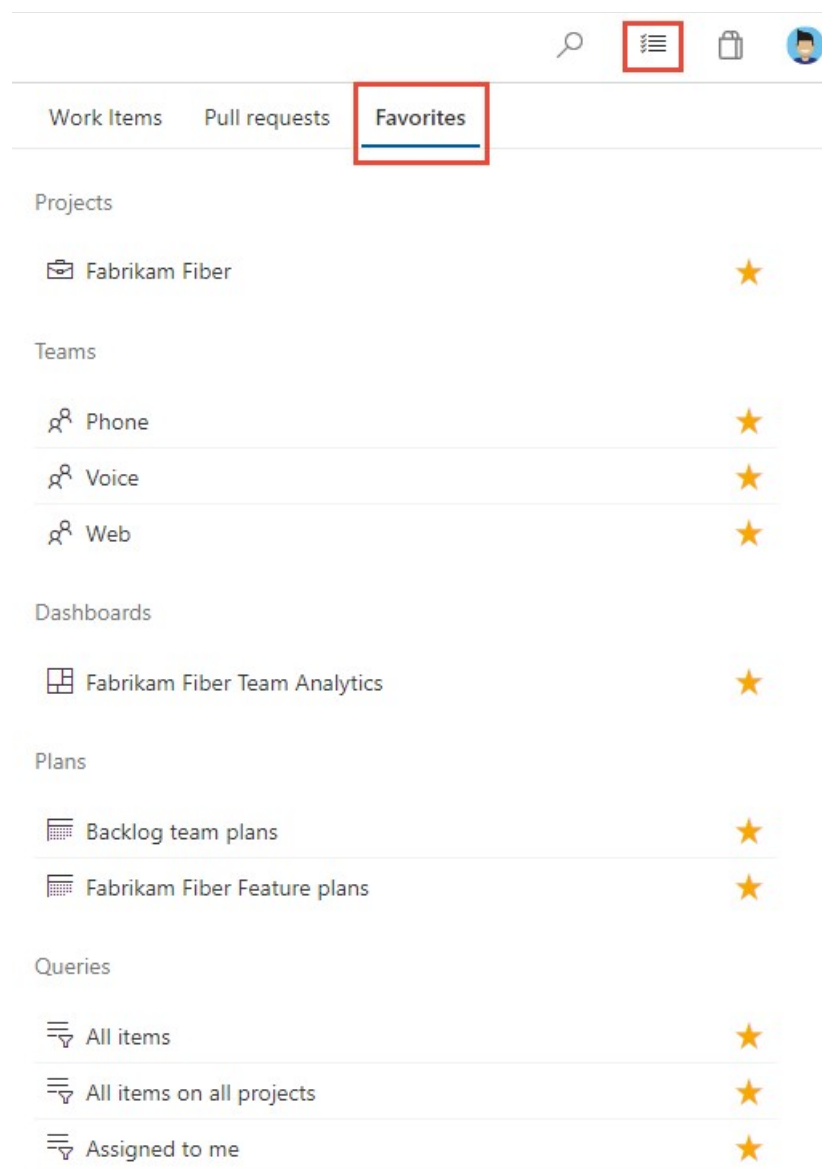 Work Items Pull requests Favorites
Projects
Fabrikam Fiber
Teams
Phone
Voice
Web
Dashboards
Fabrikam Fiber Team Analytics
Plans
Backlog team plans
Fabrikam Fiber Feature plans
Queries
All items
All items on all projects
Assigned to me